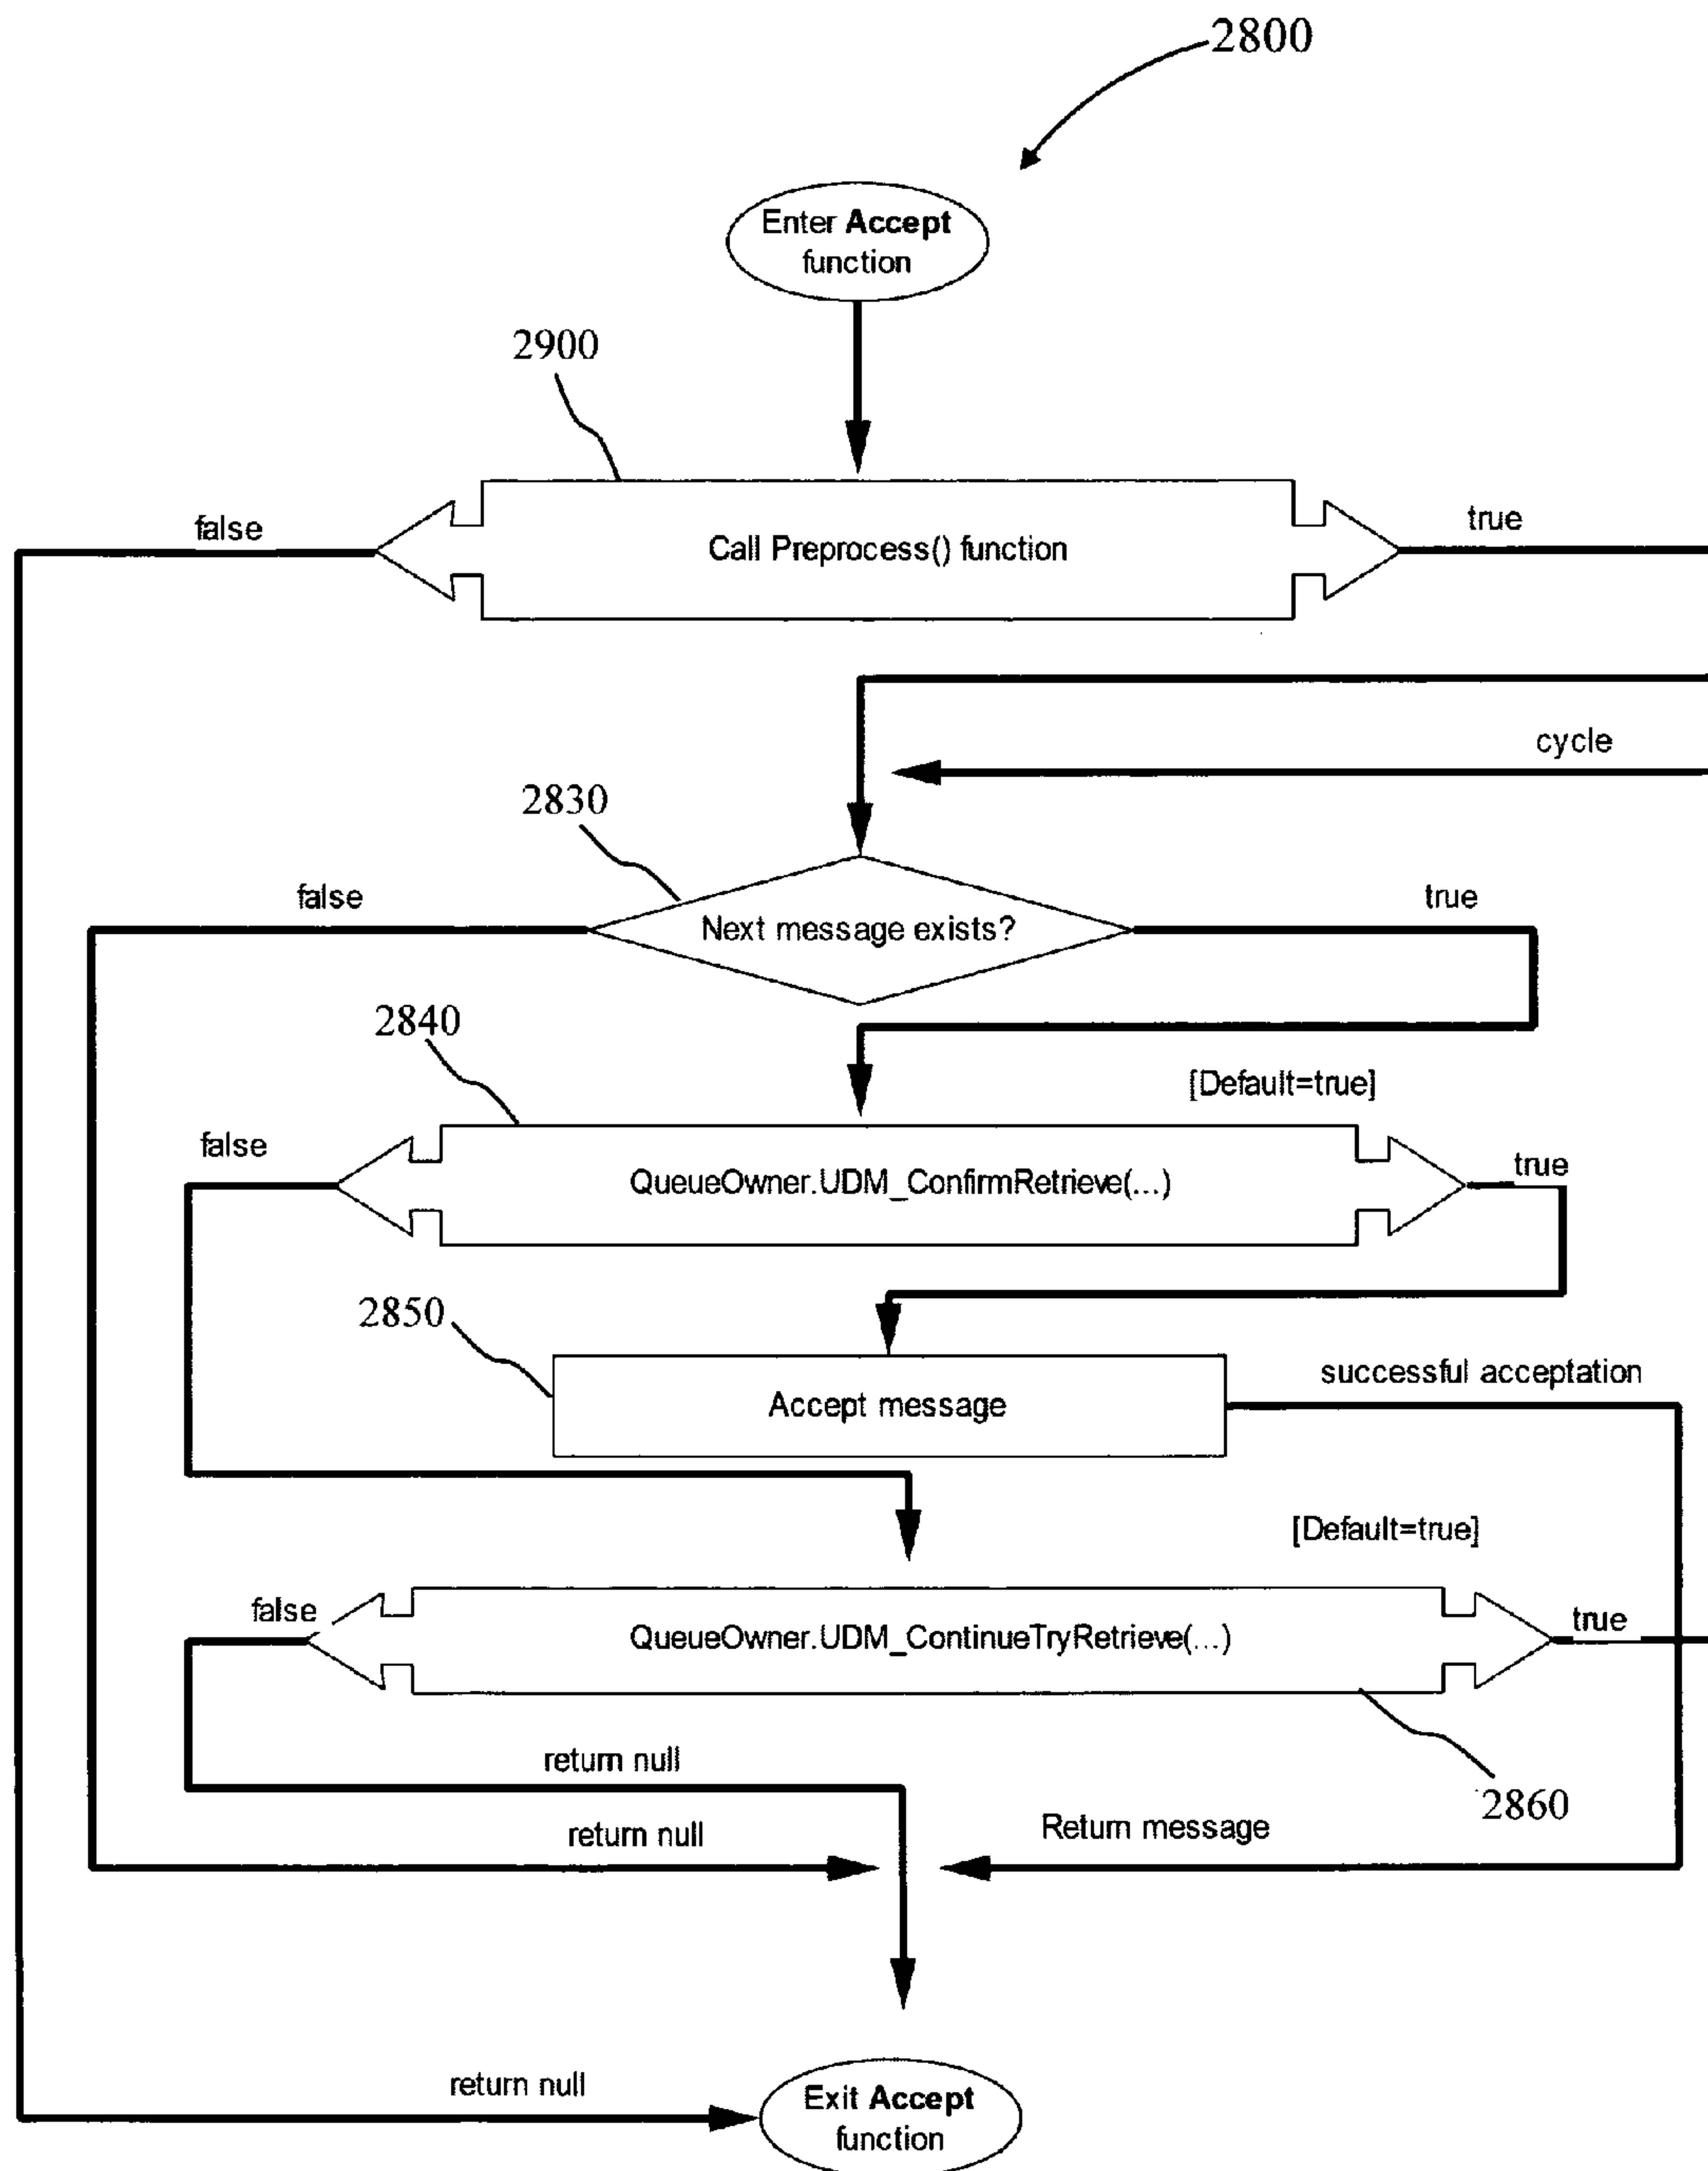 2800
Enter Accept
function
2900
false
Call Preprocess() function
true
cycle
2830
false
Next message exists?
true
2840
[Default=true]
false
QueueOwner.UDM_ConfirmRetrieve(...)
true
2850
Accept message
successful acceptation
[Default=true]
false
QueueOwner.UDM_ContinueTryRetrieve(...)
true
return null
2860
return null
Return message
return null
Exit Accept
function